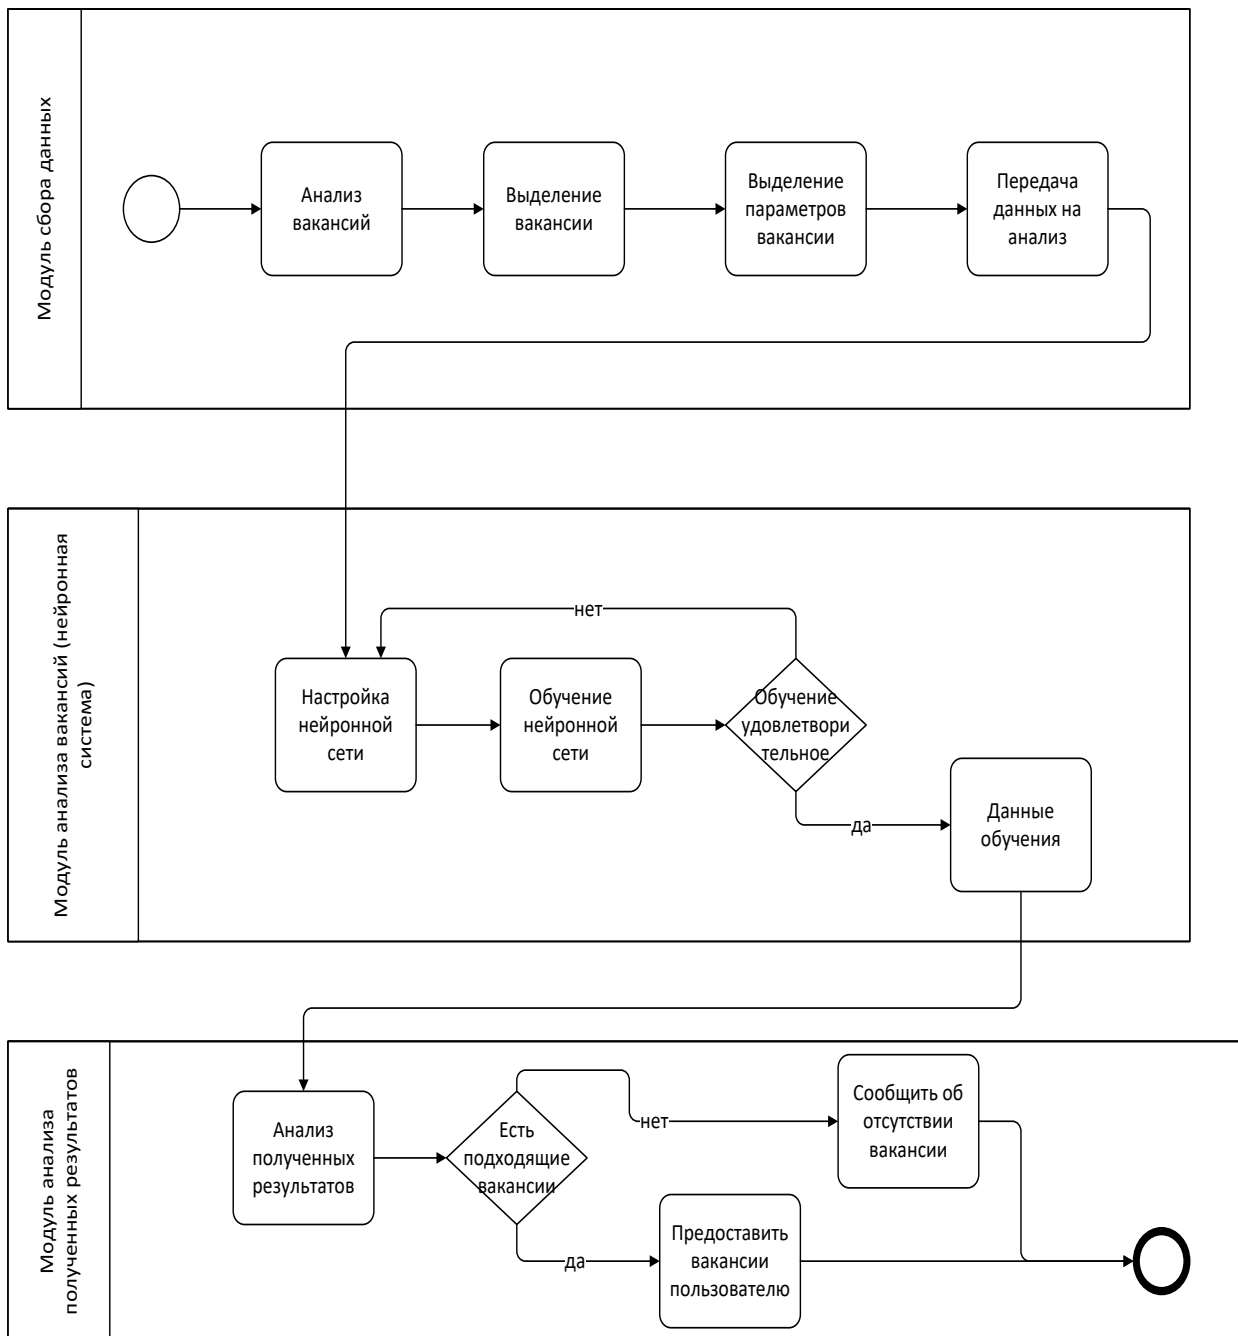 Модуль сбора данных
Анализ
вакансий
Выделение
вакансии
Выделение
параметров
вакансии
Передача
данных на
анализ
Модуль анализа вакансий (нейронная
система)
нет
Настройка
нейронной
сети
Обучение
нейронной
сети
Обучение
удовлетвори
тельное
да
Данные
обучения
Модуль анализа
полученных результатов
Анализ
полученных
результатов
Есть
подходящие
вакансии
нет
Сообщить об
отсутствии
вакансии
да
Предоставить
вакансии
пользователю